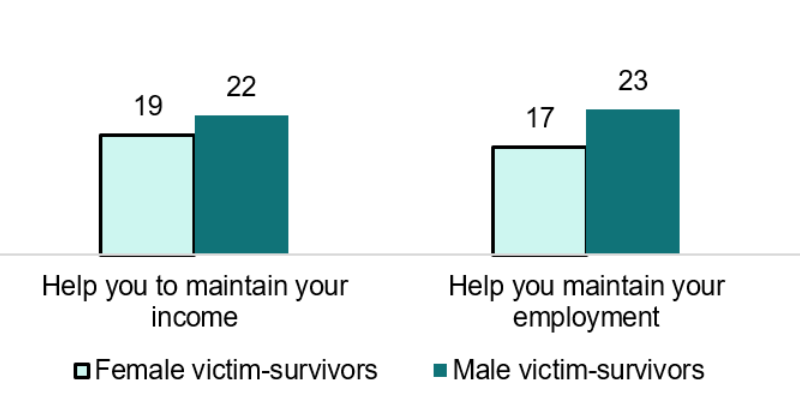 19
22
17
23
Help you to maintain your
income
Help you maintain your
employment
Female victim-survivors
Male victim-survivors